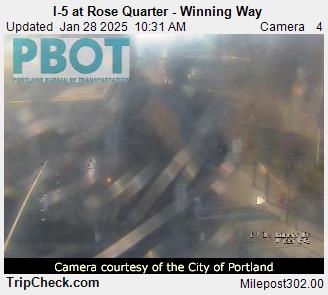 I-5 at Rose Quarter - Winning Way
Updated Jan 28 2025 10:31 AM Camera 4
PBOT
PORTLAND BUREAU OF TRANSPORTATION
Camera courtesy of the City of Portland
TripCheck.com Milepost302.00